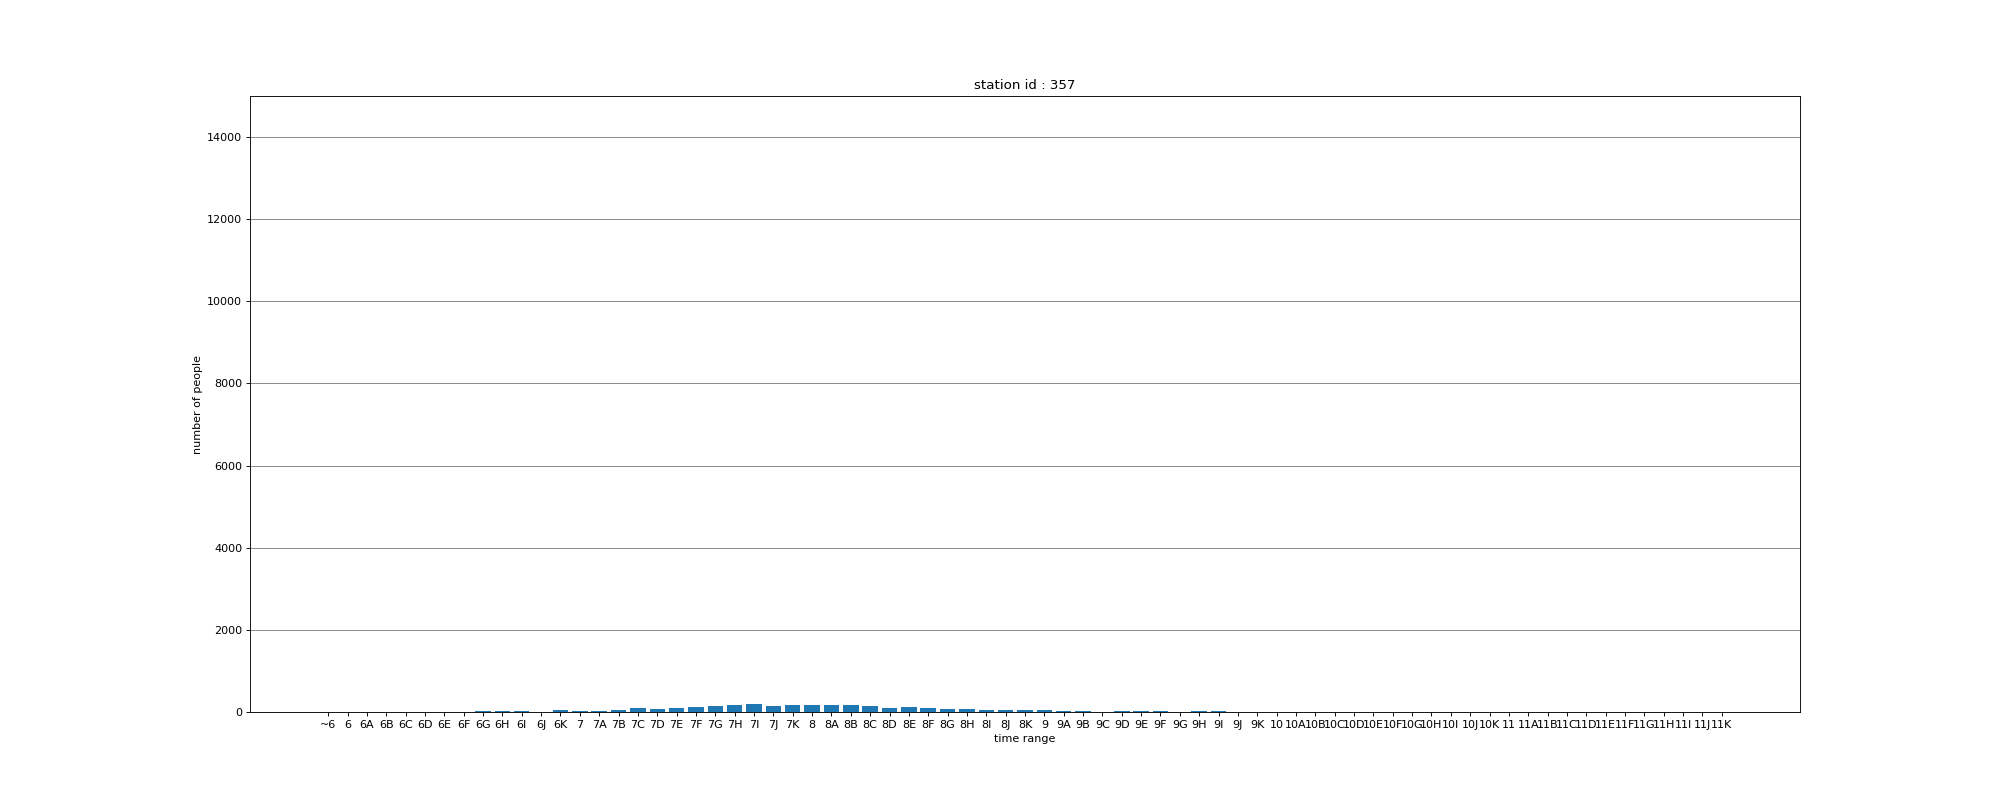 station id : 357
14000
12000
10000
8000
6000
4000
2000
0
number of people
~6 6 6A 6B 6C 6D 6E 6F 6G 6H 6I 6J 6K 7 7A 7B 7C 7D 7E 7F 7G 7H 7I 7J 7K 8 8A 8B 8C 8D 8E 8F 8G 8H 8I 8J 8K 9 9A 9B 9C 9D 9E 9F 9G 9H 9I 9J 9K 10 10A 10B 10C 10D 10E 10F 10G 10H 10I 10J 10K 11 11A 11B 11C 11D 11E 11F 11G 11H 11I 11J 11K
time range